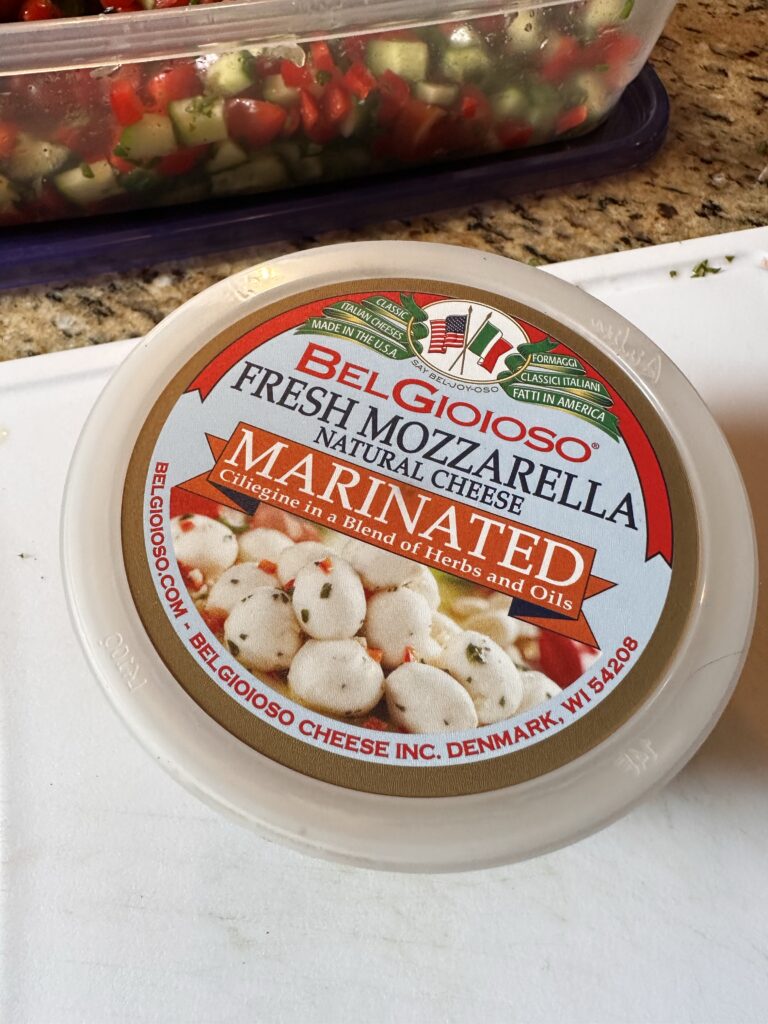 CLASSIC
ITALIAN CHEESES
MADE IN THE U.S.A
FORMAGGI
CLASSICI ITALIANI
FATTI IN AMERICA
SAY BEL-JOY-OSO
BELGIOIOSO®
FRESH MOZZARELLA
NATURAL CHEESE
MARINATED
Ciliegine in a Blend of Herbs and Oils
BELGIOIOSO.COM - BELGIOIOSO CHEESE INC. DENMARK, WI 54208